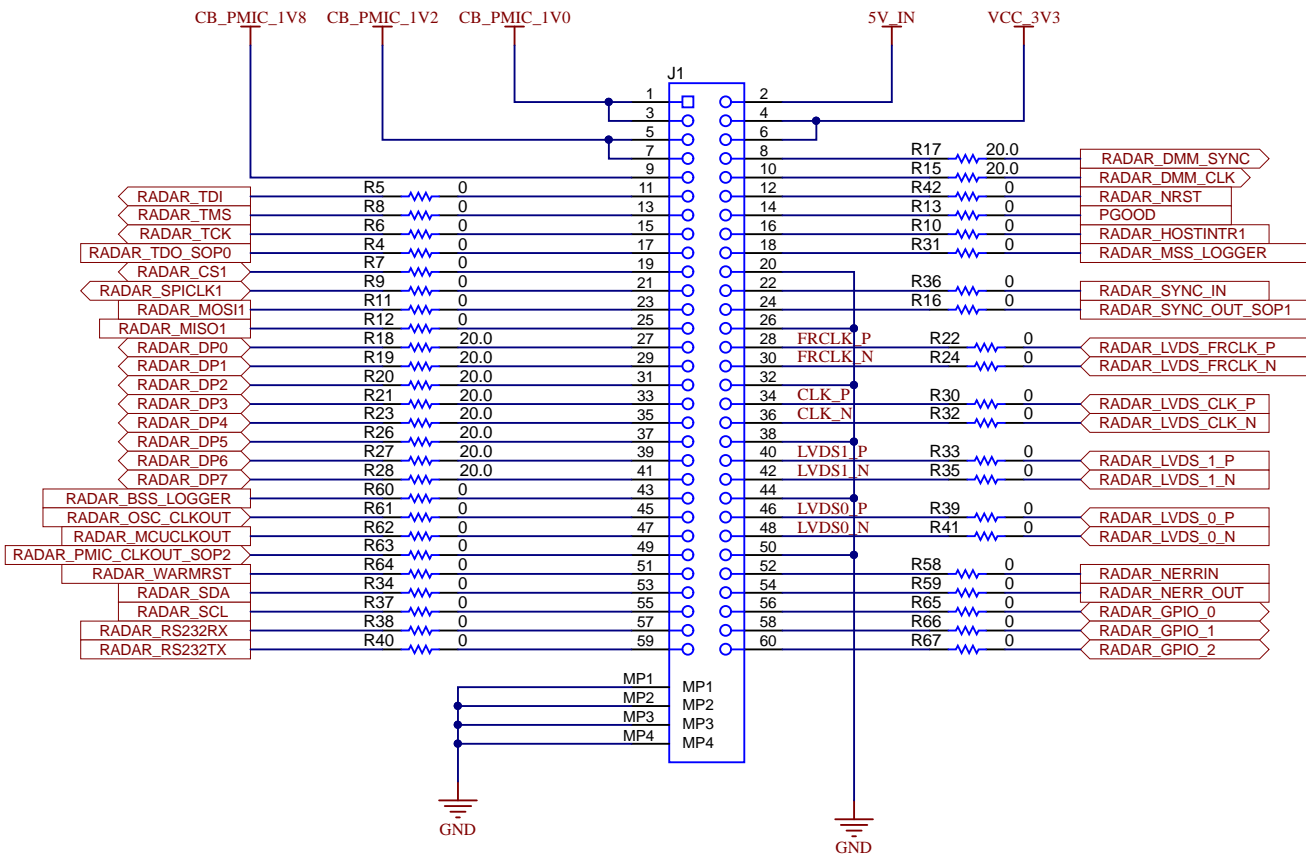 CB_PMIC_1V8 CB_PMIC_1V2 CB_PMIC_1V0 5V_IN VCC_3V3
J1
1 2
3 4
5 6
7 8 R17 20.0 RADAR_DMM_SYNC
9 10 R15 20.0 RADAR_DMM_CLK
RADAR_TDI R5 0 11 12 R42 0 RADAR_NRST
RADAR_TMS R8 0 13 14 R13 0 PGOOD
RADAR_TCK R6 0 15 16 R10 0 RADAR_HOSTINTR1
RADAR_TDO_SOP0 R4 0 17 18 R31 0 RADAR_MSS_LOGGER
RADAR_CS1 R7 0 19 20
RADAR_SPICLK1 R9 0 21 22 R36 0 RADAR_SYNC_IN
RADAR_MOSI1 R11 0 23 24 R16 0 RADAR_SYNC_OUT_SOP1
RADAR_MISO1 R12 0 25 26
RADAR_DP0 R18 20.0 27 28 FRCLK_P R22 0 RADAR_LVDS_FRCLK_P
RADAR_DP1 R19 20.0 29 30 FRCLK_N R24 0 RADAR_LVDS_FRCLK_N
RADAR_DP2 R20 20.0 31 32
RADAR_DP3 R21 20.0 33 34 CLK_P R30 0 RADAR_LVDS_CLK_P
RADAR_DP4 R23 20.0 35 36 CLK_N R32 0 RADAR_LVDS_CLK_N
RADAR_DP5 R26 20.0 37 38
RADAR_DP6 R27 20.0 39 40 LVDS1_P R33 0 RADAR_LVDS_1_P
RADAR_DP7 R28 20.0 41 42 LVDS1_N R35 0 RADAR_LVDS_1_N
RADAR_BSS_LOGGER R60 0 43 44
RADAR_OSC_CLKOUT R61 0 45 46 LVDS0_P R39 0 RADAR_LVDS_0_P
RADAR_MCUCLKOUT R62 0 47 48 LVDS0_N R41 0 RADAR_LVDS_0_N
RADAR_PMIC_CLKOUT_SOP2 R63 0 49 50
RADAR_WARMRST R64 0 51 52 R58 0 RADAR_NERRIN
RADAR_SDA R34 0 53 54 R59 0 RADAR_NERR_OUT
RADAR_SCL R37 0 55 56 R65 0 RADAR_GPIO_0
RADAR_RS232RX R38 0 57 58 R66 0 RADAR_GPIO_1
RADAR_RS232TX R40 0 59 60 R67 0 RADAR_GPIO_2
MP1 MP1
MP2 MP2
MP3 MP3
MP4 MP4
GND
GND